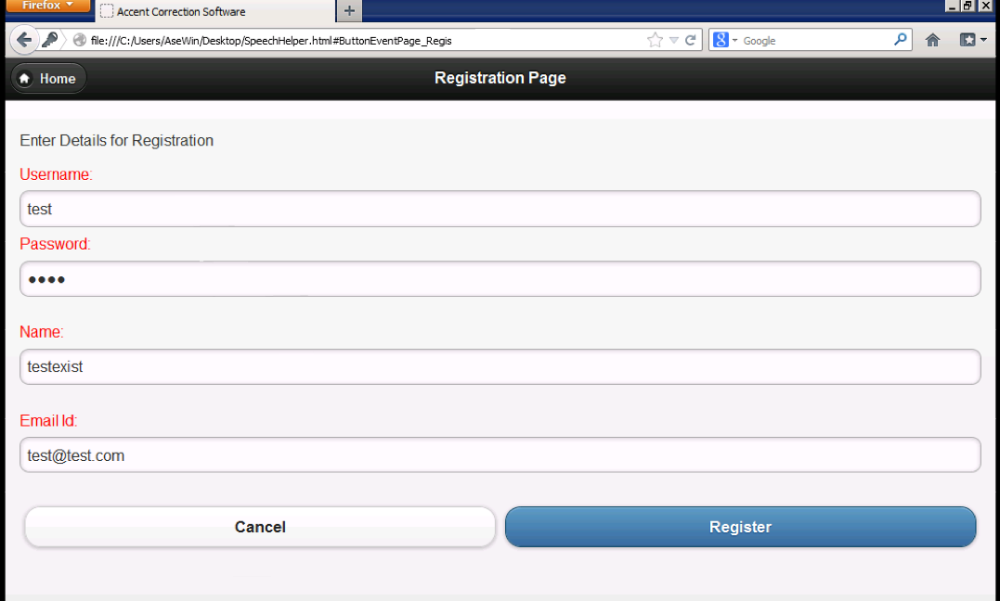 Firefox
Accent Correction Software
file:///C:/Users/AseWin/Desktop/SpeechHelper.html#ButtonEventPage_Regis
8 Google
Home
Registration Page
Enter Details for Registration
Username:
test
Password:
••••
Name:
testexist
Email Id:
test@test.com
Cancel Register